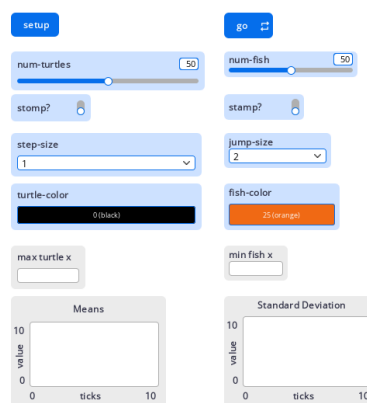 setup
go
num-turtles 50
num-fish 50
stomp?
stamp?
step-size
1
jump-size
2
turtle-color
0 (black)
fish-color
25 (orange)
max turtle x
min fish x
Means
10
value
0
0 ticks 10
Standard Deviation
10
value
0
0 ticks 10